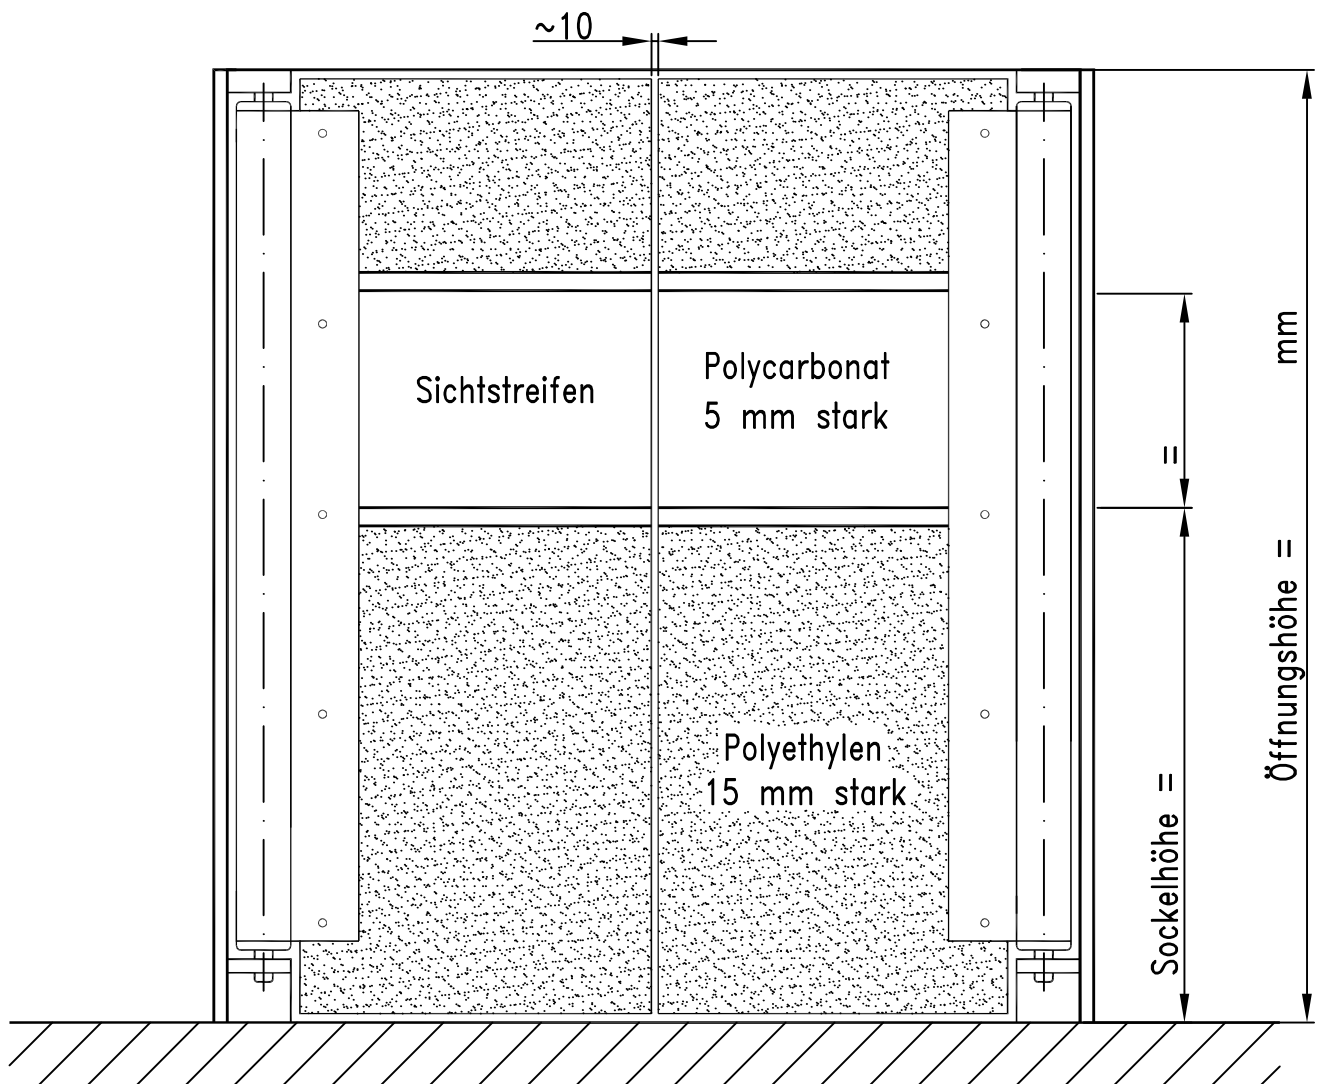 ~10
Sichtstreifen
Polycarbonat
5 mm stark
=
Öffnungshöhe = mm
Polyethylen
15 mm stark
Sockelhöhe =